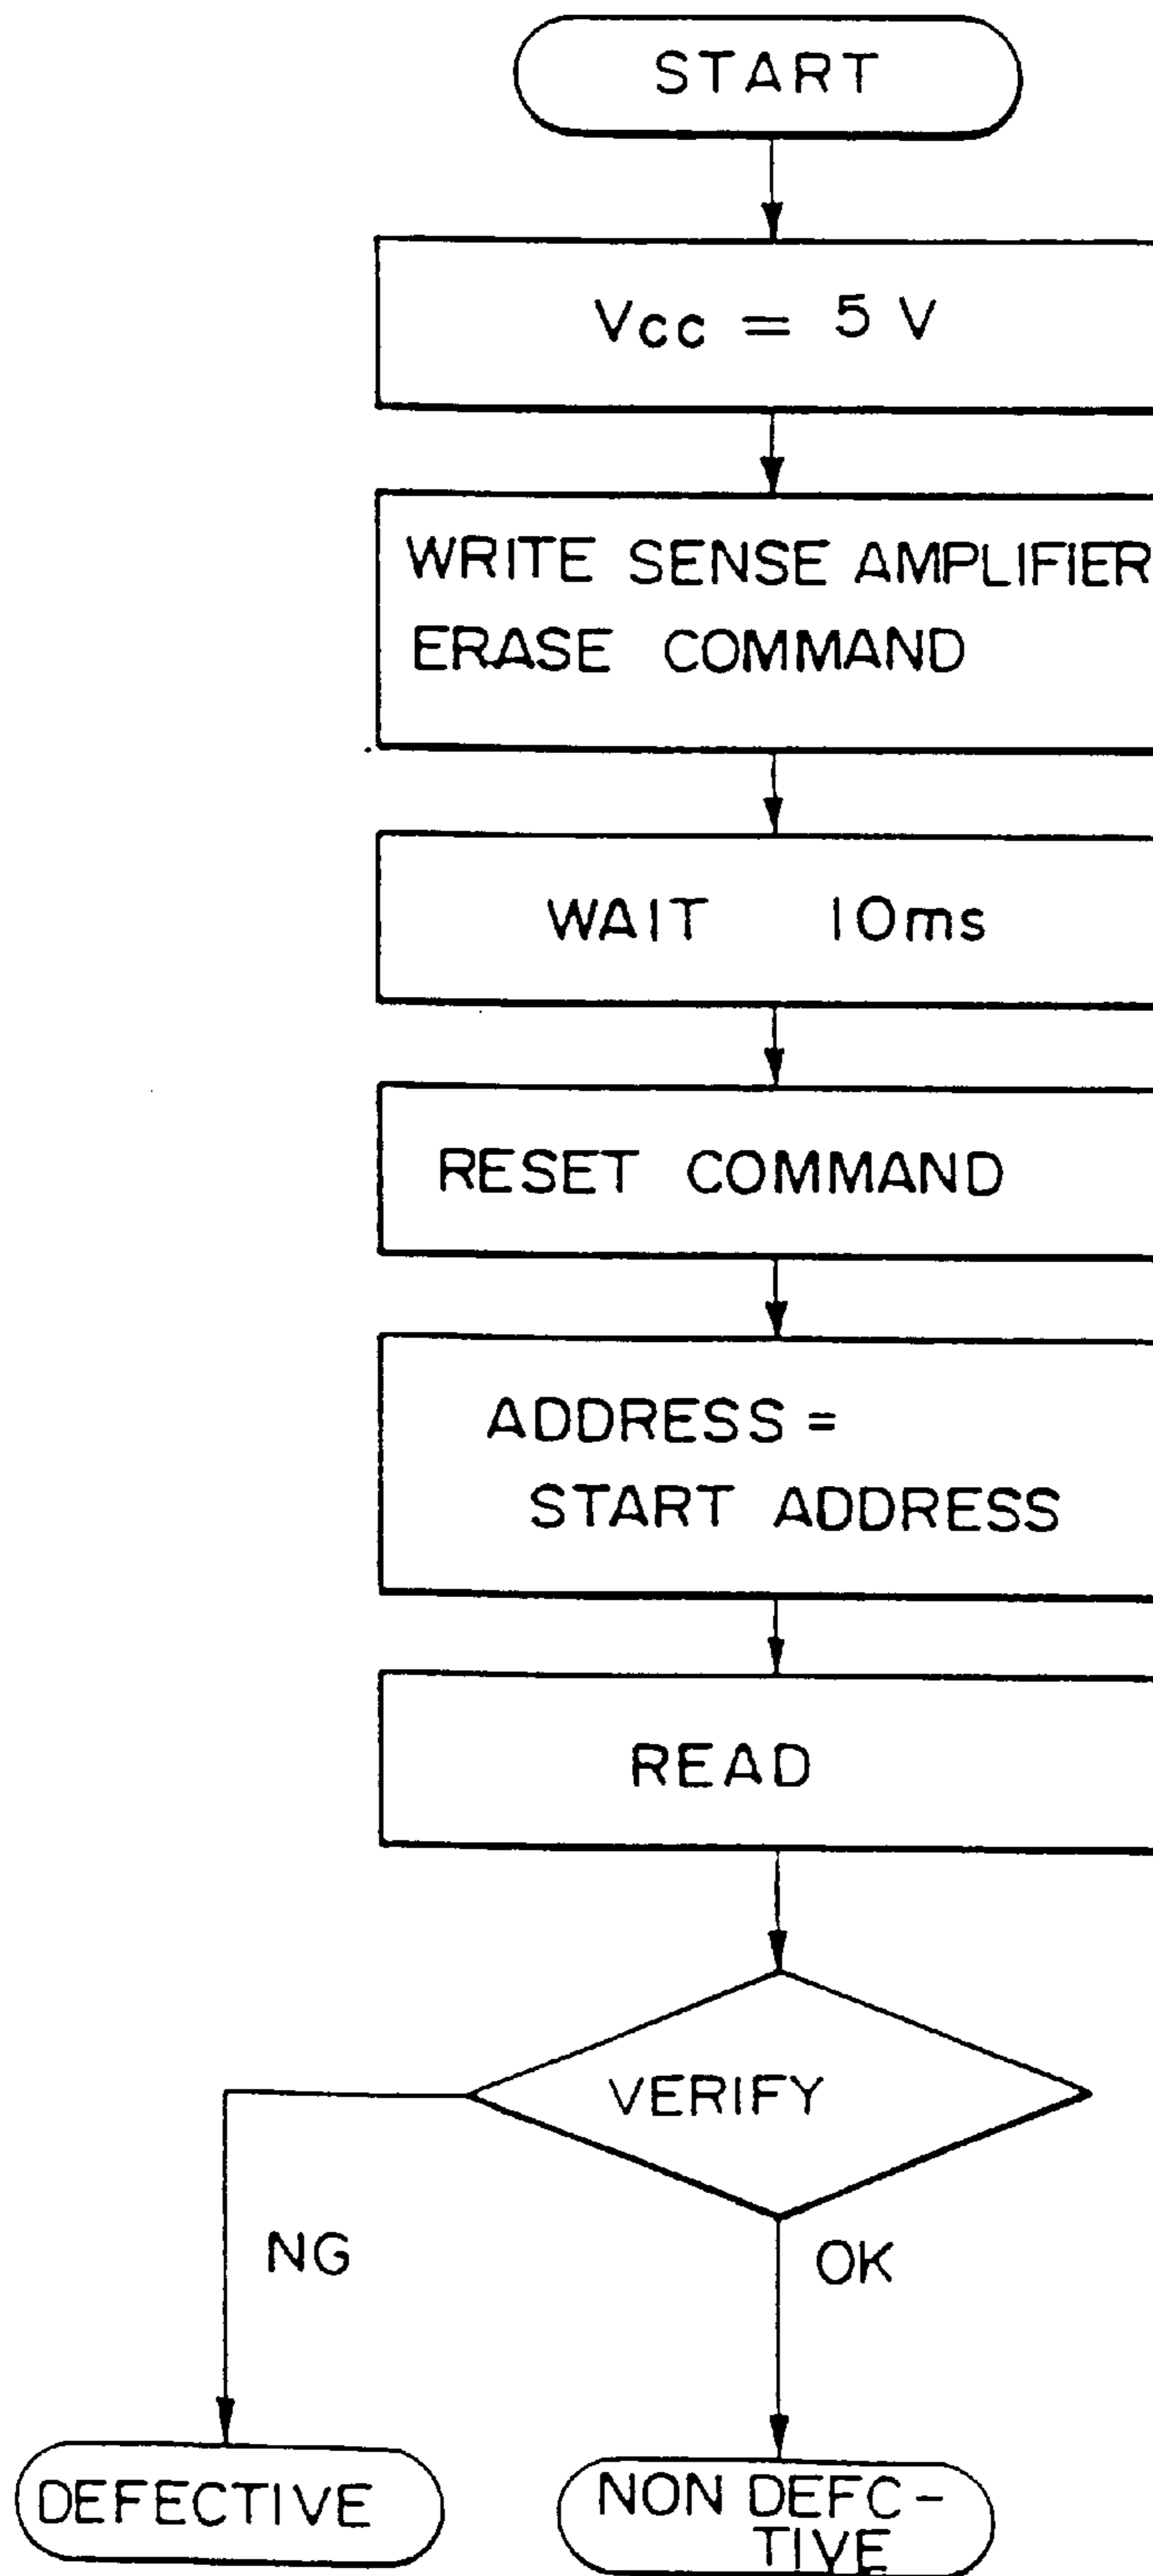 START
Vcc = 5 V
WRITE SENSE AMPLIFIER
ERASE COMMAND
WAIT 10ms
RESET COMMAND
ADDRESS =
START ADDRESS
READ
VERIFY
NG
OK
DEFECTIVE
NON DEFC-
TIVE